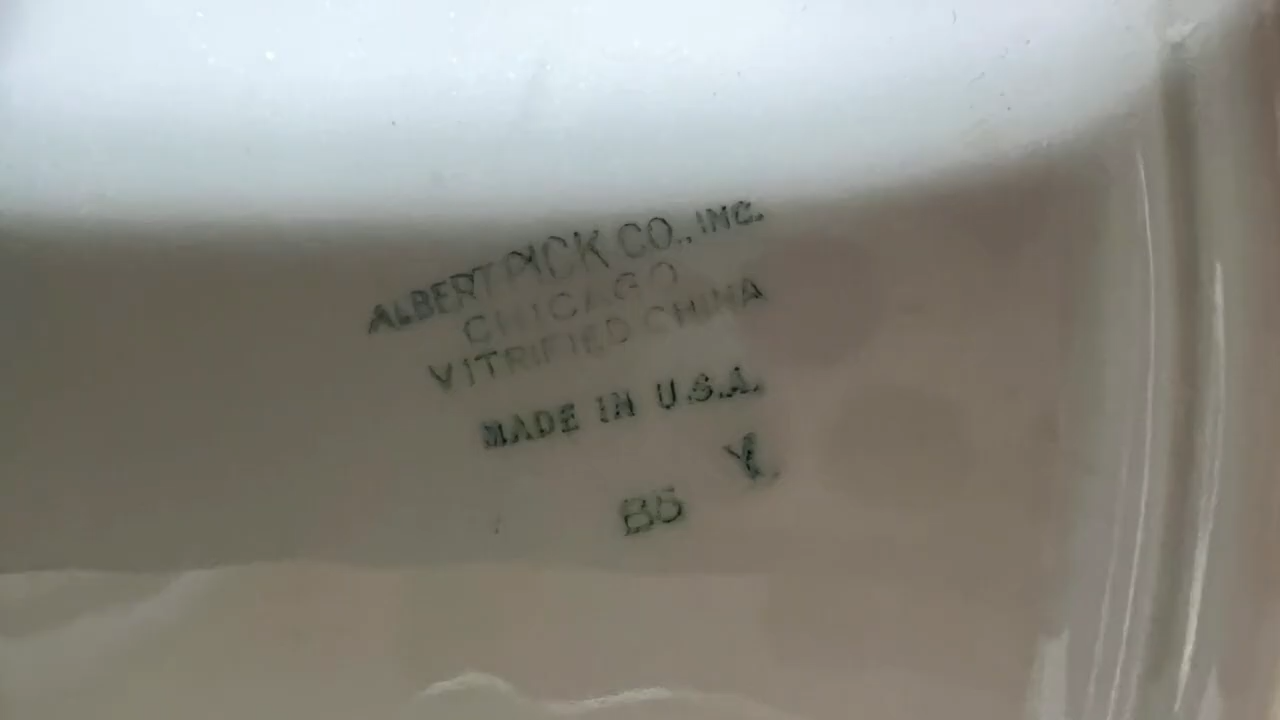 ALBERT PICK CO., INC.
CHICAGO
VITRIFIED CHINA
MADE IN U.S.A.
Y
B5